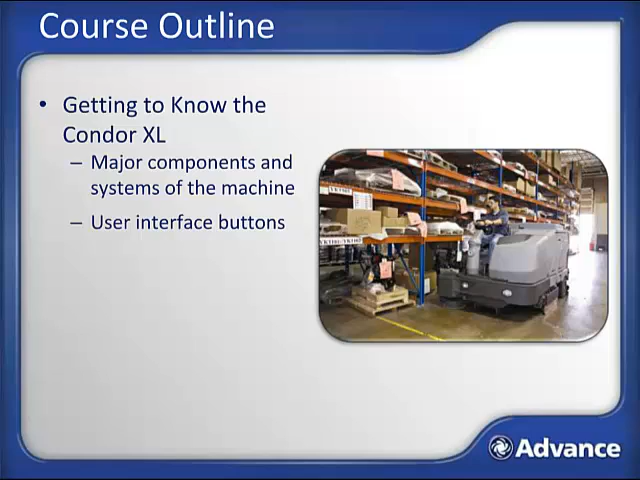 Course Outline
• Getting to Know the
Condor XL
– Major components and
systems of the machine
– User interface buttons
Advance